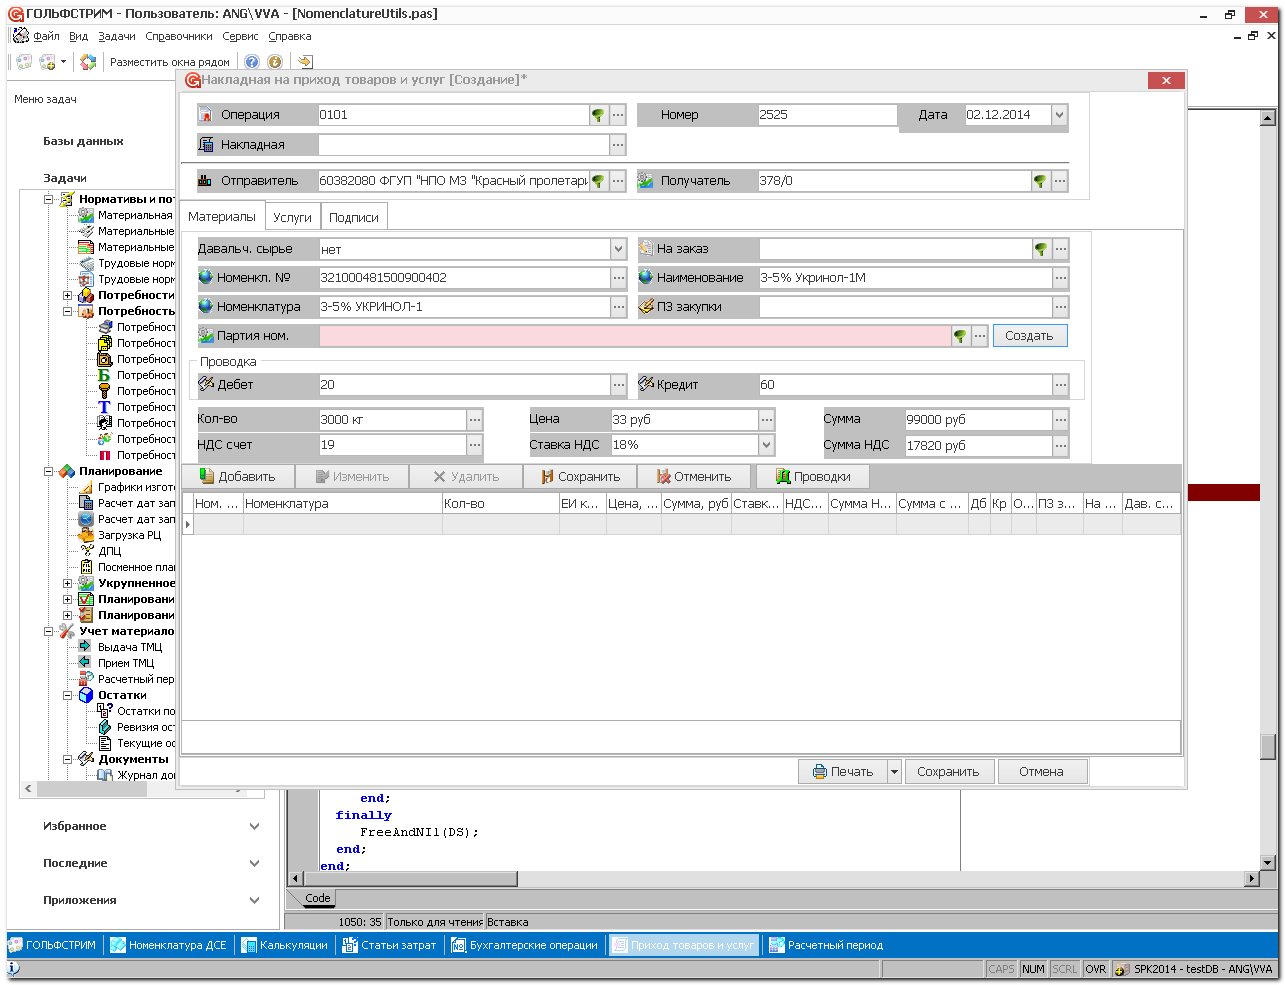 ГОЛЬФСТРИМ - Пользователь: ANG\VVA - [NomenclatureUtils.pas]
Файл Вид Задачи Справочники Сервис Справка
Разместить окна рядом
Накладная на приход товаров и услуг [Создание]*
Меню задач
Базы данных
Задачи
Нормативы и пот
Материальная
Материальные
Материальные
Трудовые норм
Трудовые норм
Потребности
Потребность
Потребност
Потребност
Потребност
Потребност
Потребност
Потребност
Потребност
Потребност
Потребност
Планирование
Графики изгот
Расчет дат зап
Расчет дат зап
Загрузка РЦ
ДПЦ
Посменное пла
Укрупненное
Планировани
Планировани
Учет материало
Выдача ТМЦ
Прием ТМЦ
Расчетный пер
Остатки
Остатки по
Ревизия ост
Текущие ос
Документы
Журнал до
Избранное
Последние
Приложения
Операция 0101 Номер 2525 Дата 02.12.2014
Накладная
Отправитель 60382080 ФГУП "НПО МЗ "Красный пролетари Получатель 378/0
Материалы Услуги Подписи
Давальч. сырье нет На заказ
Номенкл. № 321000481500900402 Наименование 3-5% Укринол-1М
Номенклатура 3-5% УКРИНОЛ-1 ПЗ закупки
Партия ном. Создать
Проводка
Дебет 20 Кредит 60
Кол-во 3000 кг Цена 33 руб Сумма 99000 руб
НДС счет 19 Ставка НДС 18% Сумма НДС 17820 руб
Добавить Изменить Удалить Сохранить Отменить Проводки
Ном. ... Номенклатура Кол-во ЕИ к... Цена, ... Сумма, руб Ставк... НДС... Сумма Н... Сумма с ... Дб Кр О... ПЗ з... На ... Дав. с...
Печать Сохранить Отмена
end;
finally
FreeAndNIl(DS);
end;
end;
Code
1050: 35 Только для чтения Вставка
ГОЛЬФСТРИМ Номенклатура ДСЕ Калькуляции Статьи затрат Бухгалтерские операции Приход товаров и услуг Расчетный период
CAPS NUM SCRL OVR SPK2014 - testDB - ANG\VVA